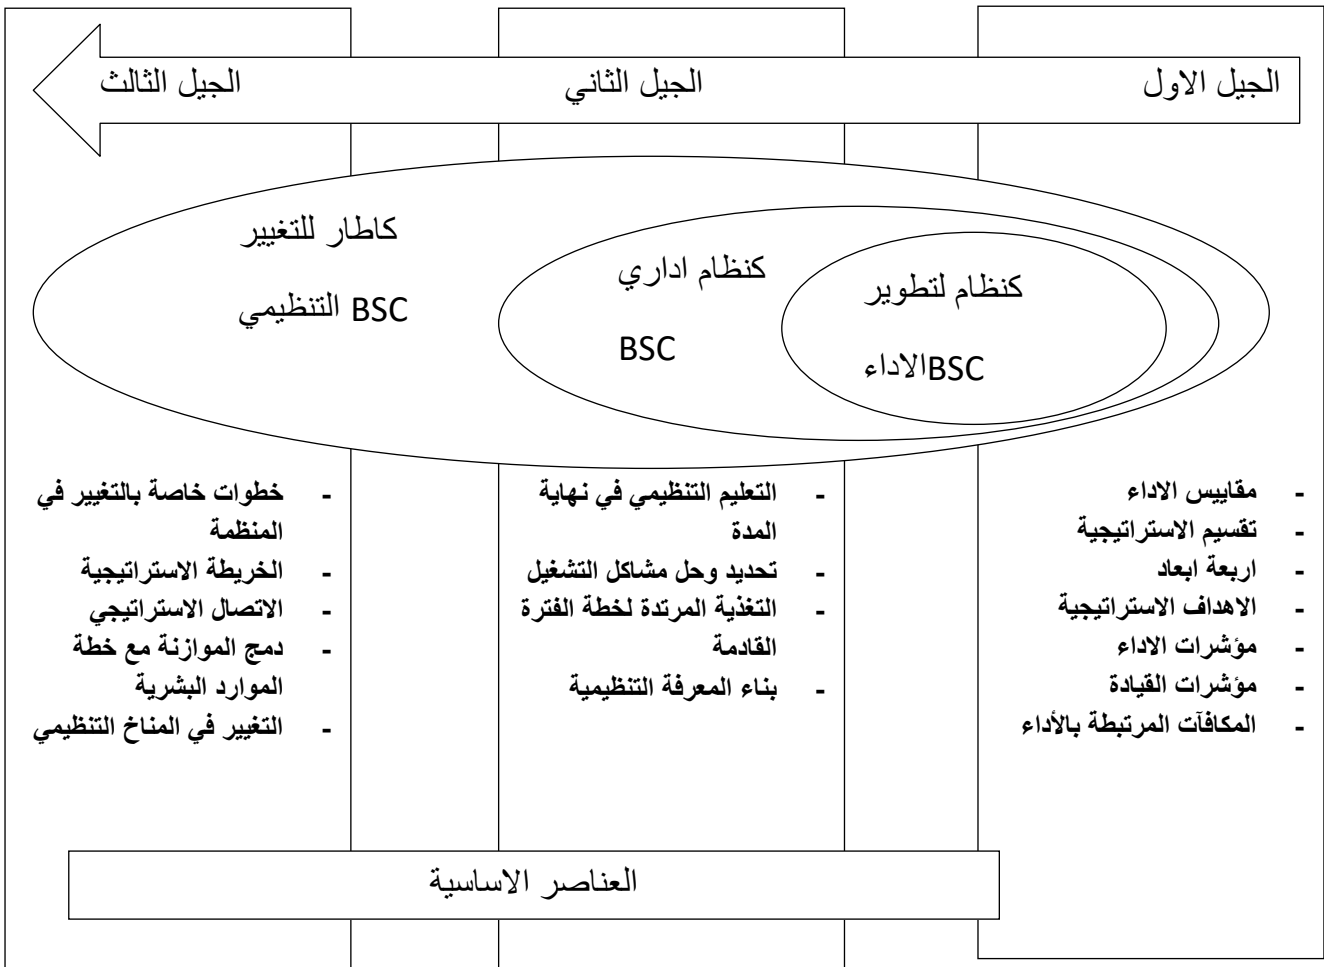 الجيل الاول
الجيل الثاني
الجيل الثالث
كنظام لتطوير
الاداءBSC
كنظام اداري
BSC
كاطار للتغيير
التنظيمي BSC
- مقاييس الاداء
- تقسيم الاستراتيجية
- اربعة ابعاد
- الاهداف الاستراتيجية
- مؤشرات الاداء
- مؤشرات القيادة
- المكافآت المرتبطة بالأداء
- التعليم التنظيمي في نهاية
المدة
- تحديد وحل مشاكل التشغيل
- التغذية المرتدة لخطة الفترة
القادمة
- بناء المعرفة التنظيمية
- خطوات خاصة بالتغيير في
المنظمة
- الخريطة الاستراتيجية
- الاتصال الاستراتيجي
- دمج الموازنة مع خطة
الموارد البشرية
- التغيير في المناخ التنظيمي
العناصر الاساسية